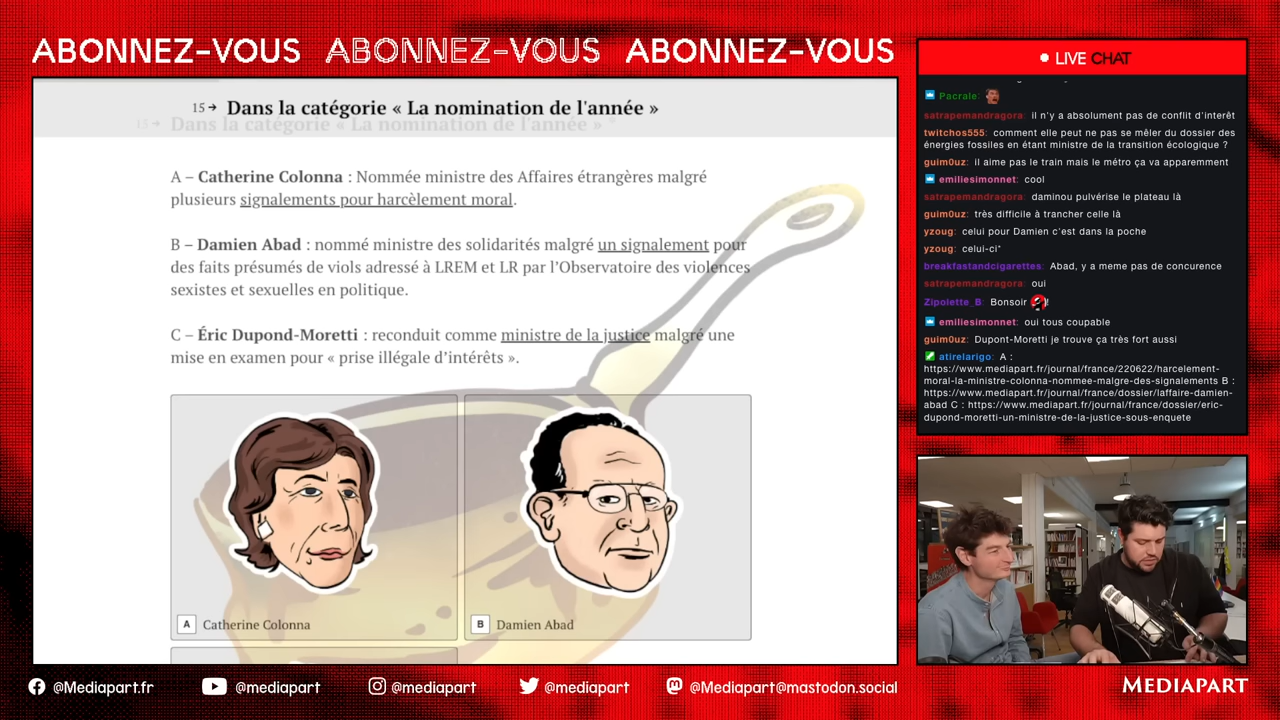 ABONNEZ-VOUS ABONNEZ-VOUS ABONNEZ-VOUS
15 → Dans la catégorie « La nomination de l'année »
15 → Dans la catégorie « La nomination de l'année »
A – Catherine Colonna : Nommée ministre des Affaires étrangères malgré
plusieurs signalements pour harcèlement moral.
B – Damien Abad : nommé ministre des solidarités malgré un signalement pour
des faits présumés de viols adressé à LREM et LR par l'Observatoire des violences
sexistes et sexuelles en politique.
C – Éric Dupond-Moretti : reconduit comme ministre de la justice malgré une
mise en examen pour « prise illégale d'intérêts ».
A Catherine Colonna
B Damien Abad
LIVE CHAT
Pacrale:
satrapemandragora: il n'y a absolument pas de conflit d'interêt
twitchos555: comment elle peut ne pas se mêler du dossier des
énergies fossiles en étant ministre de la transition écologique ?
guim0uz: il aime pas le train mais le métro ça va apparemment
emiliesimonnet: cool
satrapemandragora: daminou pulvérise le plateau là
guim0uz: très difficile à trancher celle là
yzoug: celui pour Damien c'est dans la poche
yzoug: celui-ci*
breakfastandcigarettes: Abad, y a meme pas de concurence
satrapemandragora: oui
Zipolette_B: Bonsoir !
emiliesimonnet: oui tous coupable
guim0uz: Dupont-Moretti je trouve ça très fort aussi
atirelarigo: A :
https://www.mediapart.fr/journal/france/220622/harcelement-
moral-la-ministre-colonna-nommee-malgre-des-signalements B :
https://www.mediapart.fr/journal/france/dossier/laffaire-damien-
abad C : https://www.mediapart.fr/journal/france/dossier/eric-
dupond-moretti-un-ministre-de-la-justice-sous-enquete
@Mediapart.fr @mediapart @mediapart @mediapart @Mediapart@mastodon.social
MEDIAPART